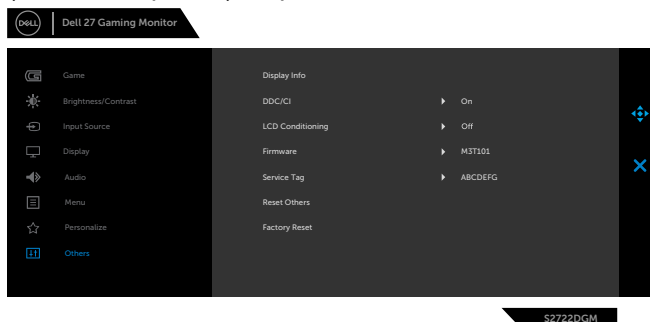 DELL
Dell 27 Gaming Monitor
Game
Display Info
Brightness/Contrast
DDC/CI
On
Input Source
LCD Conditioning
Off
Display
Firmware
M3T101
Audio
Service Tag
ABCDEFG
Menu
Reset Others
Personalize
Factory Reset
Others
S2722DGM